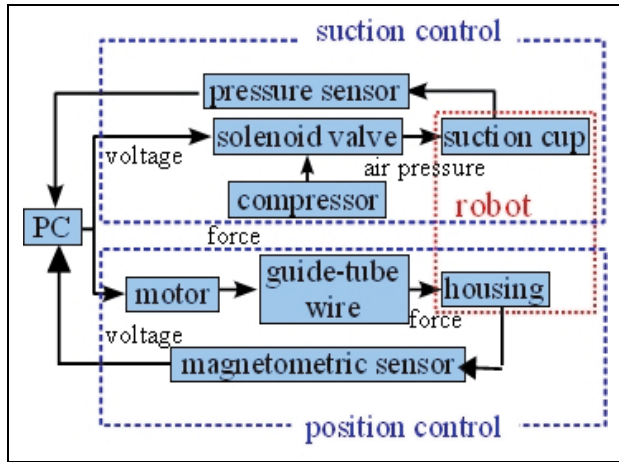 suction control
pressure sensor
solenoid valve
suction cup
voltage
air pressure
compressor
robot
PC
force
guide-tube
wire
motor
housing
force
voltage
magnetometric sensor
position control